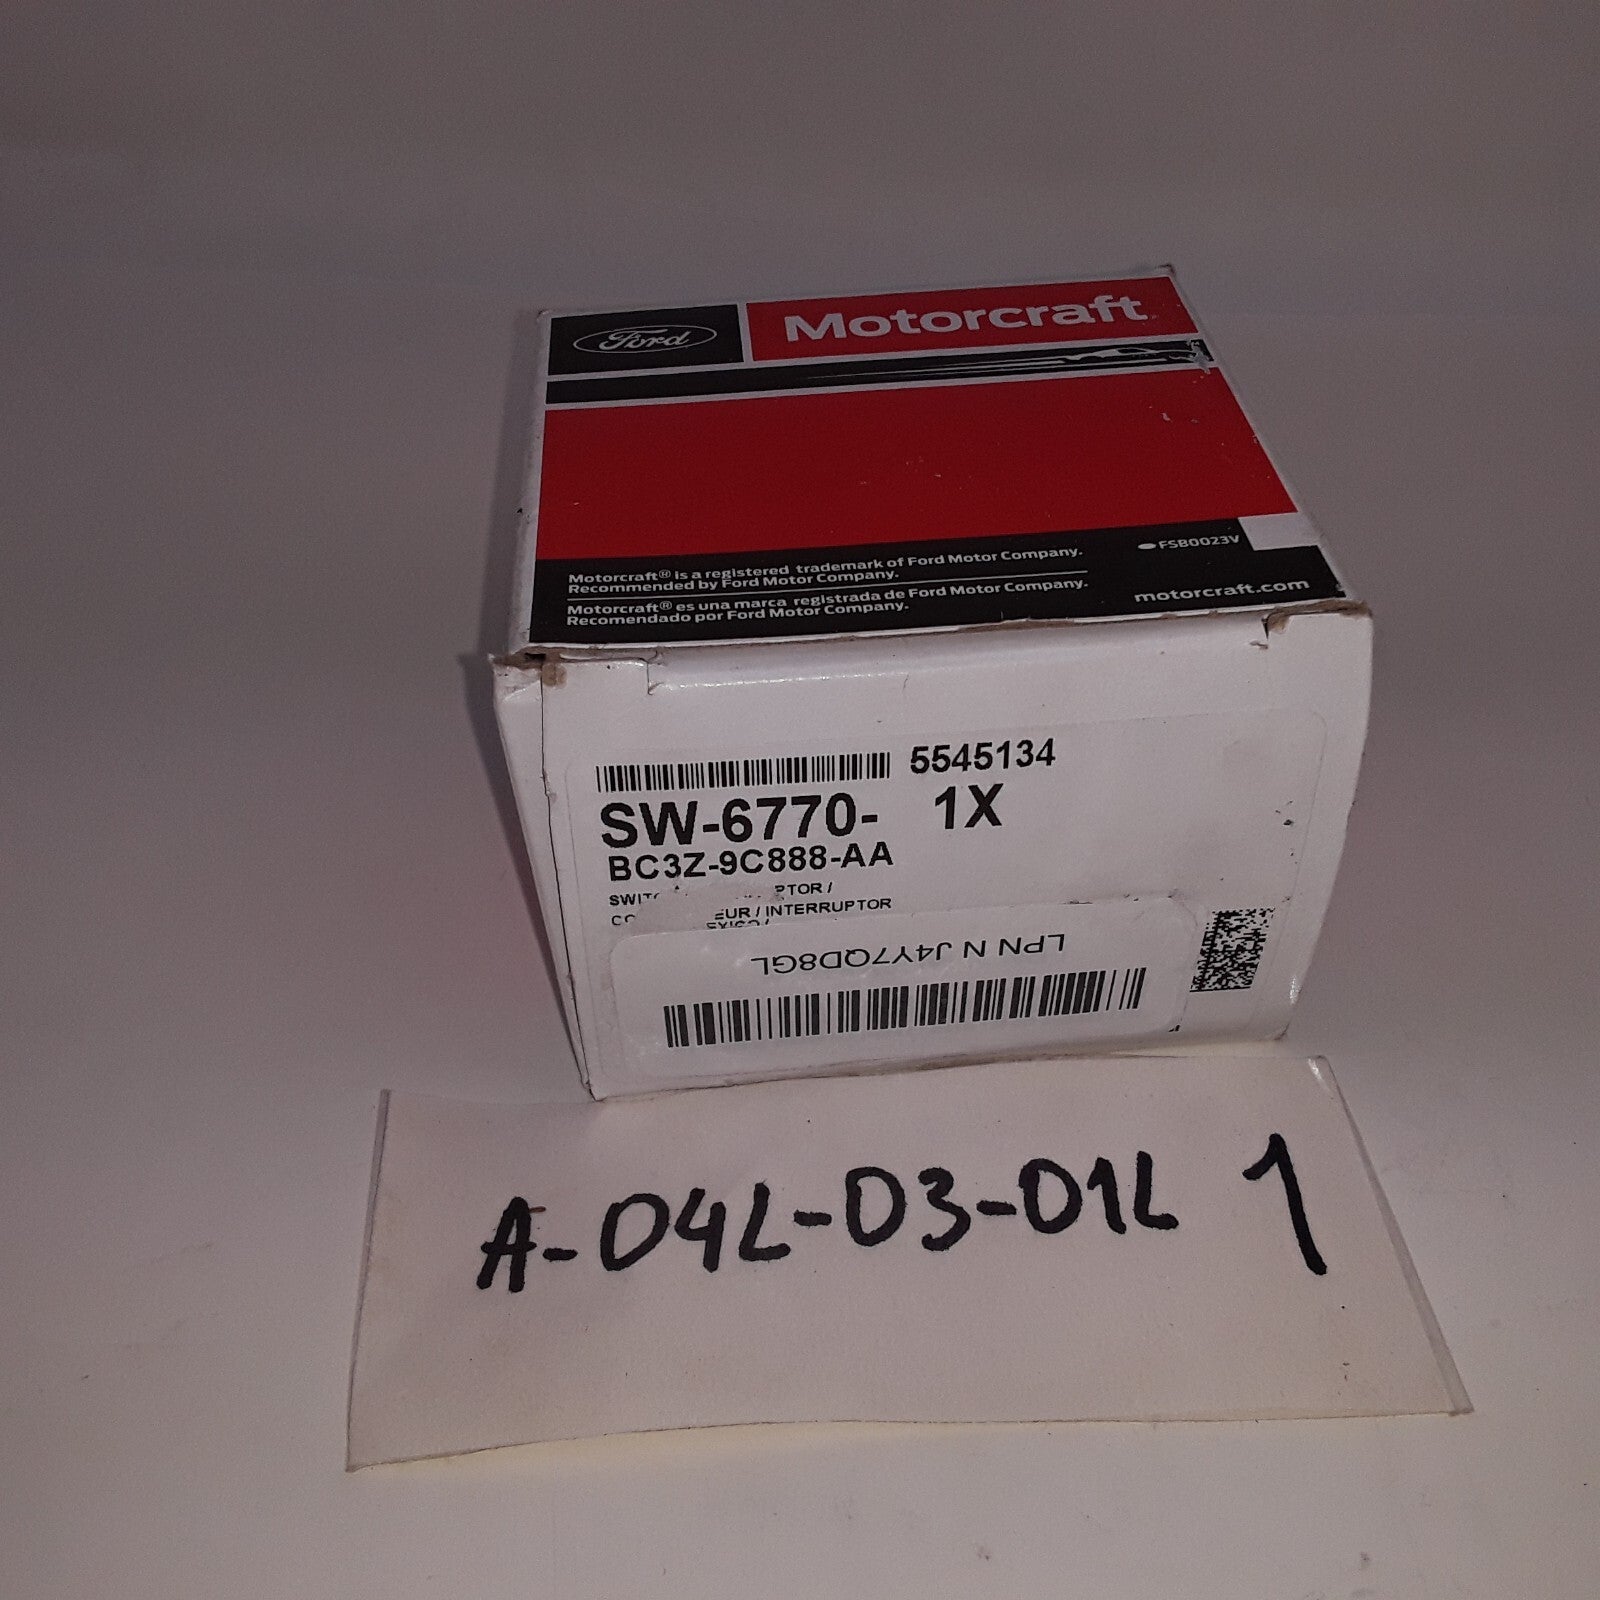 Ford Motorcraft
Motorcraft® is a registered trademark of Ford Motor Company.
Recommended by Ford Motor Company.
Motorcraft® es una marca registrada de Ford Motor Company.
Recomendado por Ford Motor Company.
FSB0023V
motorcraft.com
5545134
SW-6770- 1X
BC3Z-9C888-AA
/ INTERRUPTOR
LPN N J4Y7QD8GL
A-04L-03-01L 1